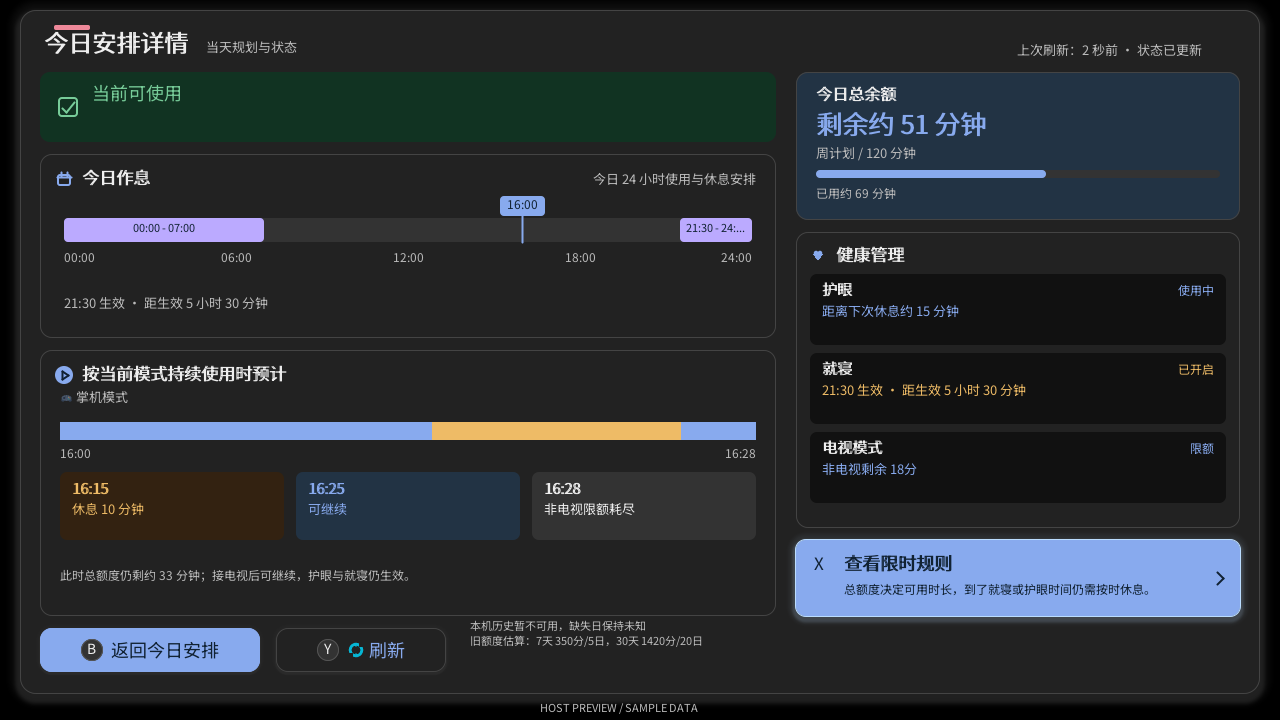 今日安排详情
当天规划与状态
上次刷新：2 秒前 · 状态已更新
当前可使用
今日作息
今日 24 小时使用与休息安排
16:00
00:00 - 07:00
21:30 - 24:...
00:00
06:00
12:00
18:00
24:00
21:30 生效 · 距生效 5 小时 30 分钟
按当前模式持续使用时预计
掌机模式
16:00
16:28
16:15
休息 10 分钟
16:25
可继续
16:28
非电视限额耗尽
此时总额度仍剩约 33 分钟；接电视后可继续，护眼与就寝仍生效。
今日总余额
剩余约 51 分钟
周计划 / 120 分钟
已用约 69 分钟
健康管理
护眼
使用中
距离下次休息约 15 分钟
就寝
已开启
21:30 生效 · 距生效 5 小时 30 分钟
电视模式
限额
非电视剩余 18分
X
查看限时规则
总额度决定可用时长，到了就寝或护眼时间仍需按时休息。
B 返回今日安排
Y 刷新
本机历史暂不可用，缺失日保持未知
旧额度估算：7天 350分/5日，30天 1420分/20日
HOST PREVIEW / SAMPLE DATA